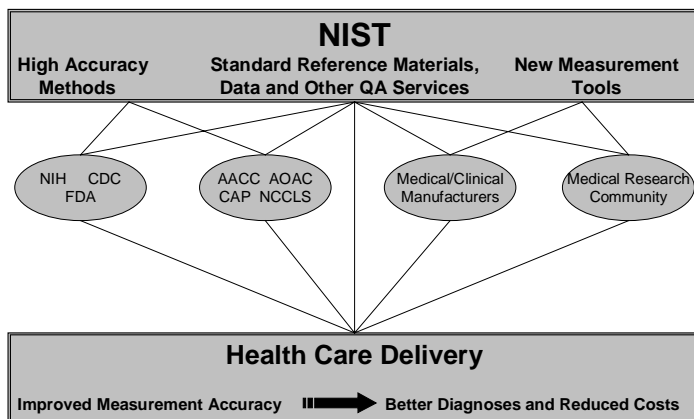 NIST
High Accuracy Methods
Standard Reference Materials, Data and Other QA Services
New Measurement Tools
NIH CDC
FDA
AACC AOAC
CAP NCCLS
Medical/Clinical
Manufacturers
Medical Research
Community
Health Care Delivery
Improved Measurement Accuracy
Better Diagnoses and Reduced Costs